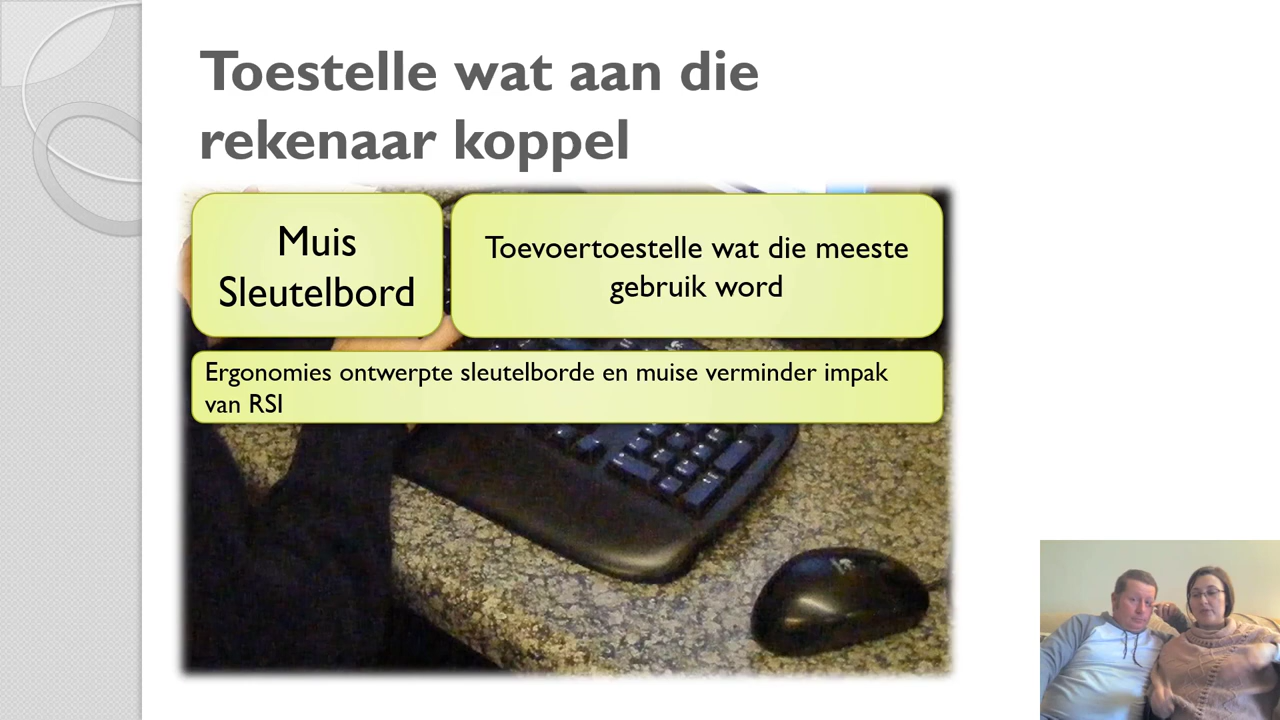 Toestelle wat aan die
rekenaar koppel
Muis
Sleutelbord
Toevoertoestelle wat die meeste
gebruik word
Ergonomies ontwerpte sleutelborde en muise verminder impak
van RSI